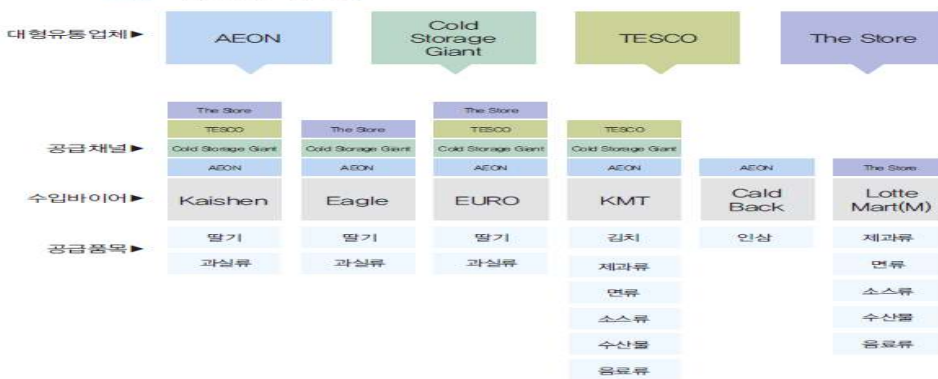 대형유통업체▶
AEON
Cold
Storage
Giant
TESCO
The Store
공급채널▶
The Store
TESCO
Cold Storage Giant
AEON
The Store
Cold Storage Giant
AEON
The Store
TESCO
Cold Storage Giant
AEON
TESCO
Cold Storage Giant
AEON
AEON
The Store
수입바이어▶
Kaishen
Eagle
EURO
KMT
Cald
Back
Lotte
Mart(M)
공급품목▶
딸기
과실류
딸기
과실류
딸기
과실류
김치
제과류
면류
소스류
수산물
음료류
인삼
제과류
면류
소스류
수산물
음료류